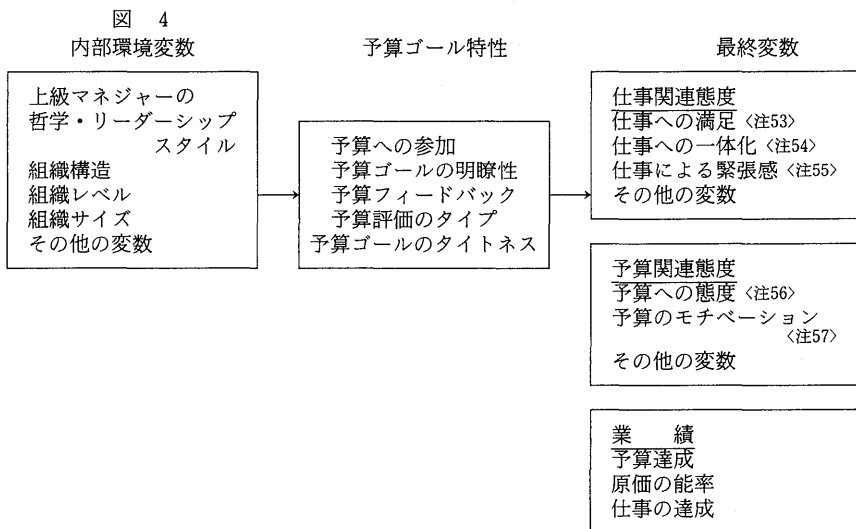 図 4
内部環境変数
上級マネジャーの
哲学・リーダーシップ
スタイル
組織構造
組織レベル
組織サイズ
その他の変数
予算ゴール特性
予算への参加
予算ゴールの明瞭性
予算フィードバック
予算評価のタイプ
予算ゴールのタイトネス
最終変数
仕事関連態度
仕事への満足〈注53〉
仕事への一体化〈注54〉
仕事による緊張感〈注55〉
その他の変数
予算関連態度
予算への態度〈注56〉
予算のモチベーション
〈注57〉
その他の変数
業 績
予算達成
原価の能率
仕事の達成